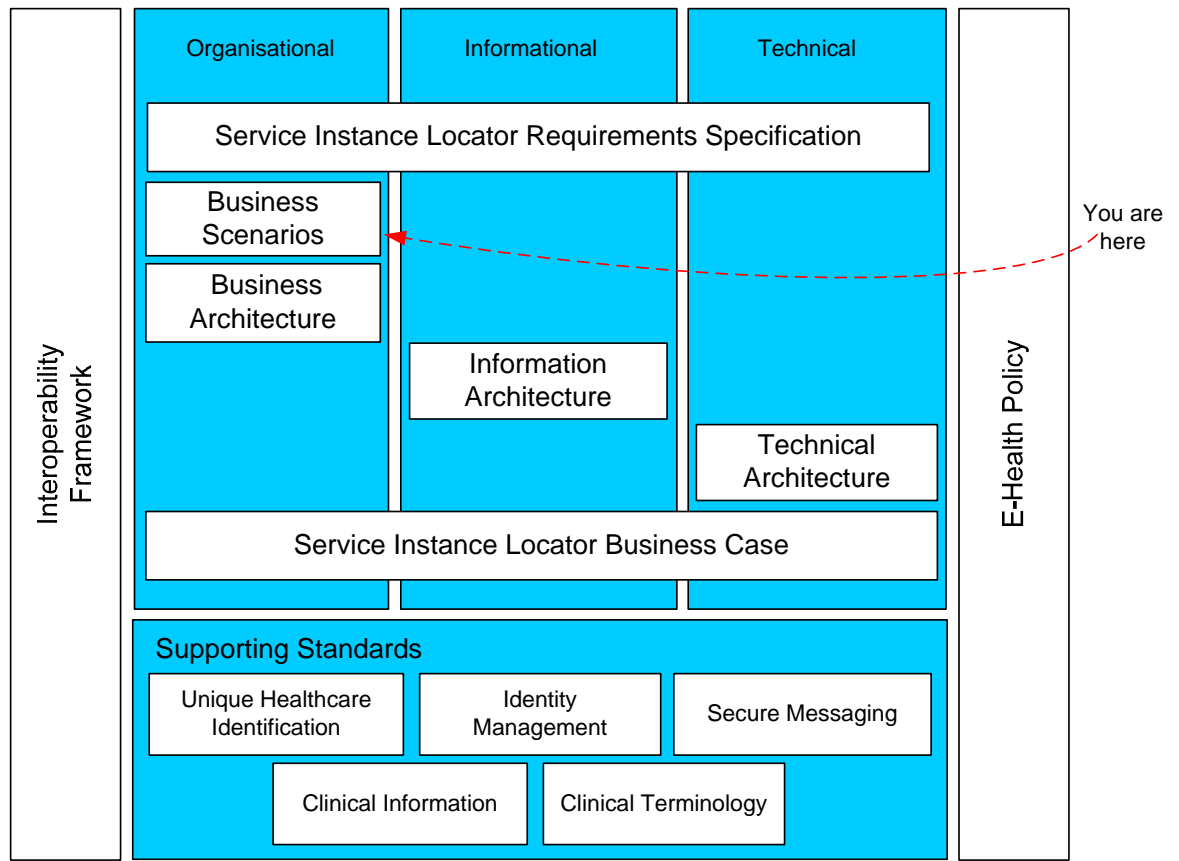 Organisational
Informational
Technical
Service Instance Locator Requirements Specification
Business
Scenarios
You are
here
Business
Architecture
Information
Architecture
Technical
Architecture
Service Instance Locator Business Case
Interoperability
Framework
E-Health Policy
Supporting Standards
Unique Healthcare
Identification
Identity
Management
Secure Messaging
Clinical Information
Clinical Terminology